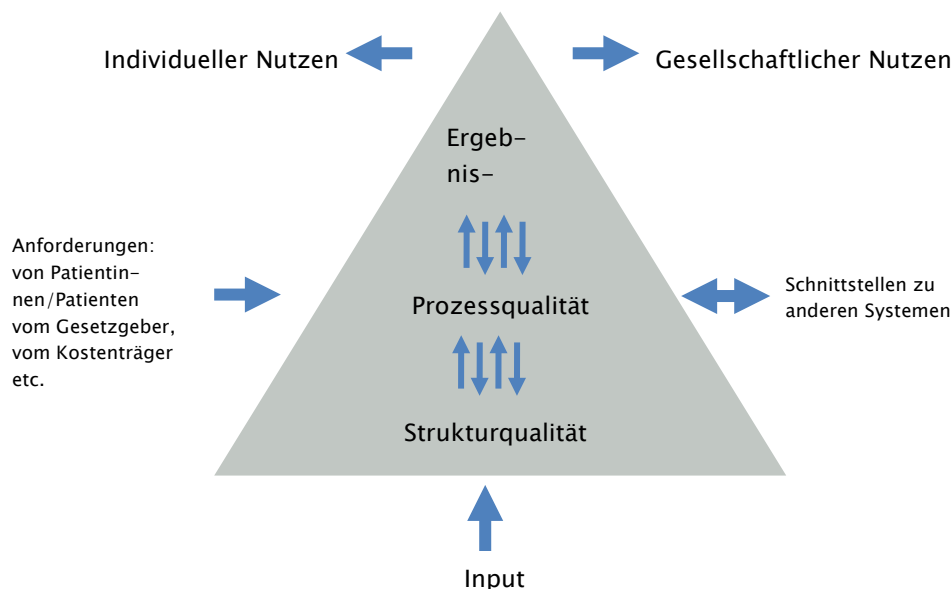 Individueller Nutzen
Gesellschaftlicher Nutzen
Ergeb-
nis-
Anforderungen:
von Patientin-
nen/Patienten
vom Gesetzgeber,
vom Kostenträger
etc.
Prozessqualität
Schnittstellen zu
anderen Systemen
Strukturqualität
Input